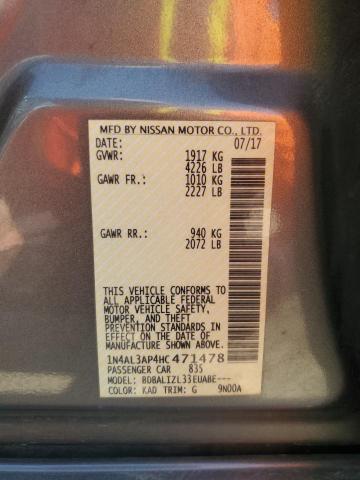 MFD BY NISSAN MOTOR CO., LTD.
DATE: 07/17
GVWR: 1917 KG
4226 LB
GAWR FR.: 1010 KG
2227 LB
GAWR RR.: 940 KG
2072 LB
THIS VEHICLE CONFORMS TO
ALL APPLICABLE FEDERAL
MOTOR VEHICLE SAFETY,
BUMPER, AND THEFT
PREVENTION STANDARDS
IN EFFECT ON THE DATE OF
MANUFACTURE SHOWN ABOVE.
1N4AL3AP4HC471478
PASSENGER CAR 835
MODEL: BDBALIZL33EUABE---
COLOR: KAD TRIM: G 9N00A